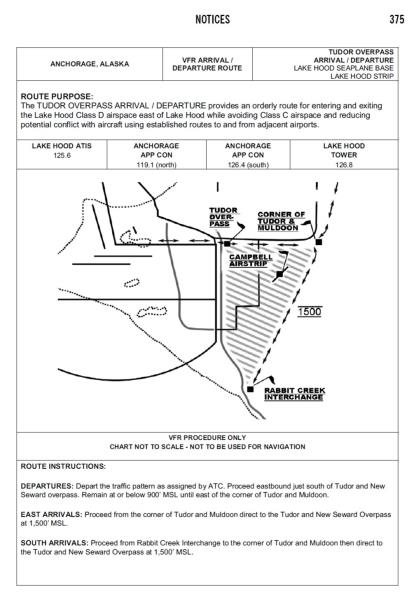 NOTICES 375
ANCHORAGE, ALASKA
VFR ARRIVAL /
DEPARTURE ROUTE
TUDOR OVERPASS
ARRIVAL / DEPARTURE
LAKE HOOD SEAPLANE BASE
LAKE HOOD STRIP
ROUTE PURPOSE:
The TUDOR OVERPASS ARRIVAL / DEPARTURE provides an orderly route for entering and exiting
the Lake Hood Class D airspace east of Lake Hood while avoiding Class C airspace and reducing
potential conflict with aircraft using established routes to and from adjacent airports.
LAKE HOOD ATIS
125.6
ANCHORAGE
APP CON
119.1 (north)
ANCHORAGE
APP CON
126.4 (south)
LAKE HOOD
TOWER
126.8
TUDOR
OVER-
PASS
CORNER OF
TUDOR &
MULDOON
CAMPBELL
AIRSTRIP
1500
RABBIT CREEK
INTERCHANGE
VFR PROCEDURE ONLY
CHART NOT TO SCALE - NOT TO BE USED FOR NAVIGATION
ROUTE INSTRUCTIONS:
DEPARTURES: Depart the traffic pattern as assigned by ATC. Proceed eastbound just south of Tudor and New
Seward overpass. Remain at or below 900' MSL until east of the corner of Tudor and Muldoon.
EAST ARRIVALS: Proceed from the corner of Tudor and Muldoon direct to the Tudor and New Seward Overpass
at 1,500' MSL.
SOUTH ARRIVALS: Proceed from Rabbit Creek Interchange to the corner of Tudor and Muldoon then direct to
the Tudor and New Seward Overpass at 1,500' MSL.